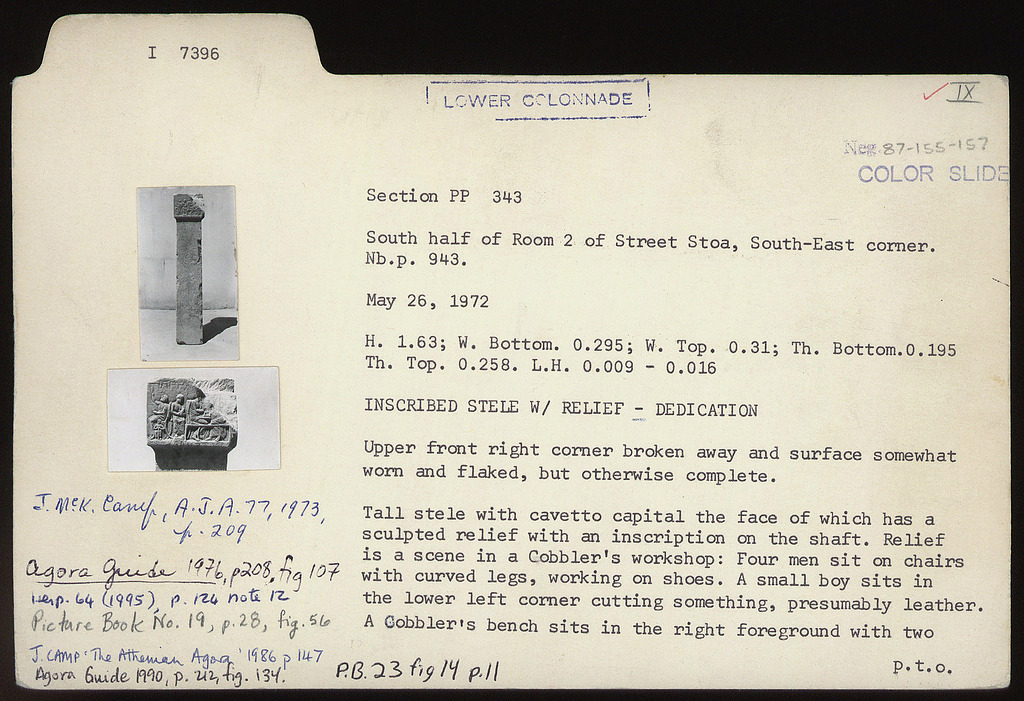 I 7396
LOWER COLONNADE
IX
Neg. 87-155-157
COLOR SLIDE
Section PP 343
South half of Room 2 of Street Stoa, South-East corner.
Nb.p. 943.
May 26, 1972
H. 1.63; W. Bottom. 0.295; W. Top. 0.31; Th. Bottom.0.195
Th. Top. 0.258. L.H. 0.009 - 0.016
INSCRIBED STELE W/ RELIEF - DEDICATION
Upper front right corner broken away and surface somewhat
worn and flaked, but otherwise complete.
Tall stele with cavetto capital the face of which has a
sculpted relief with an inscription on the shaft. Relief
is a scene in a Cobbler's workshop: Four men sit on chairs
with curved legs, working on shoes. A small boy sits in
the lower left corner cutting something, presumably leather.
A Cobbler's bench sits in the right foreground with two
p.t.o.
J. McK. Camp, A.J.A. 77, 1973,
p. 209
Agora Guide 1976, p208, fig 107
Hesp. 64 (1995), p. 124 note 12
Picture Book No. 19, p.28, fig. 56
J. CAMP 'The Athenian Agora' 1986 p 147
Agora Guide 1990, p. 212, fig. 134.
P.B. 23 fig 14 p.11